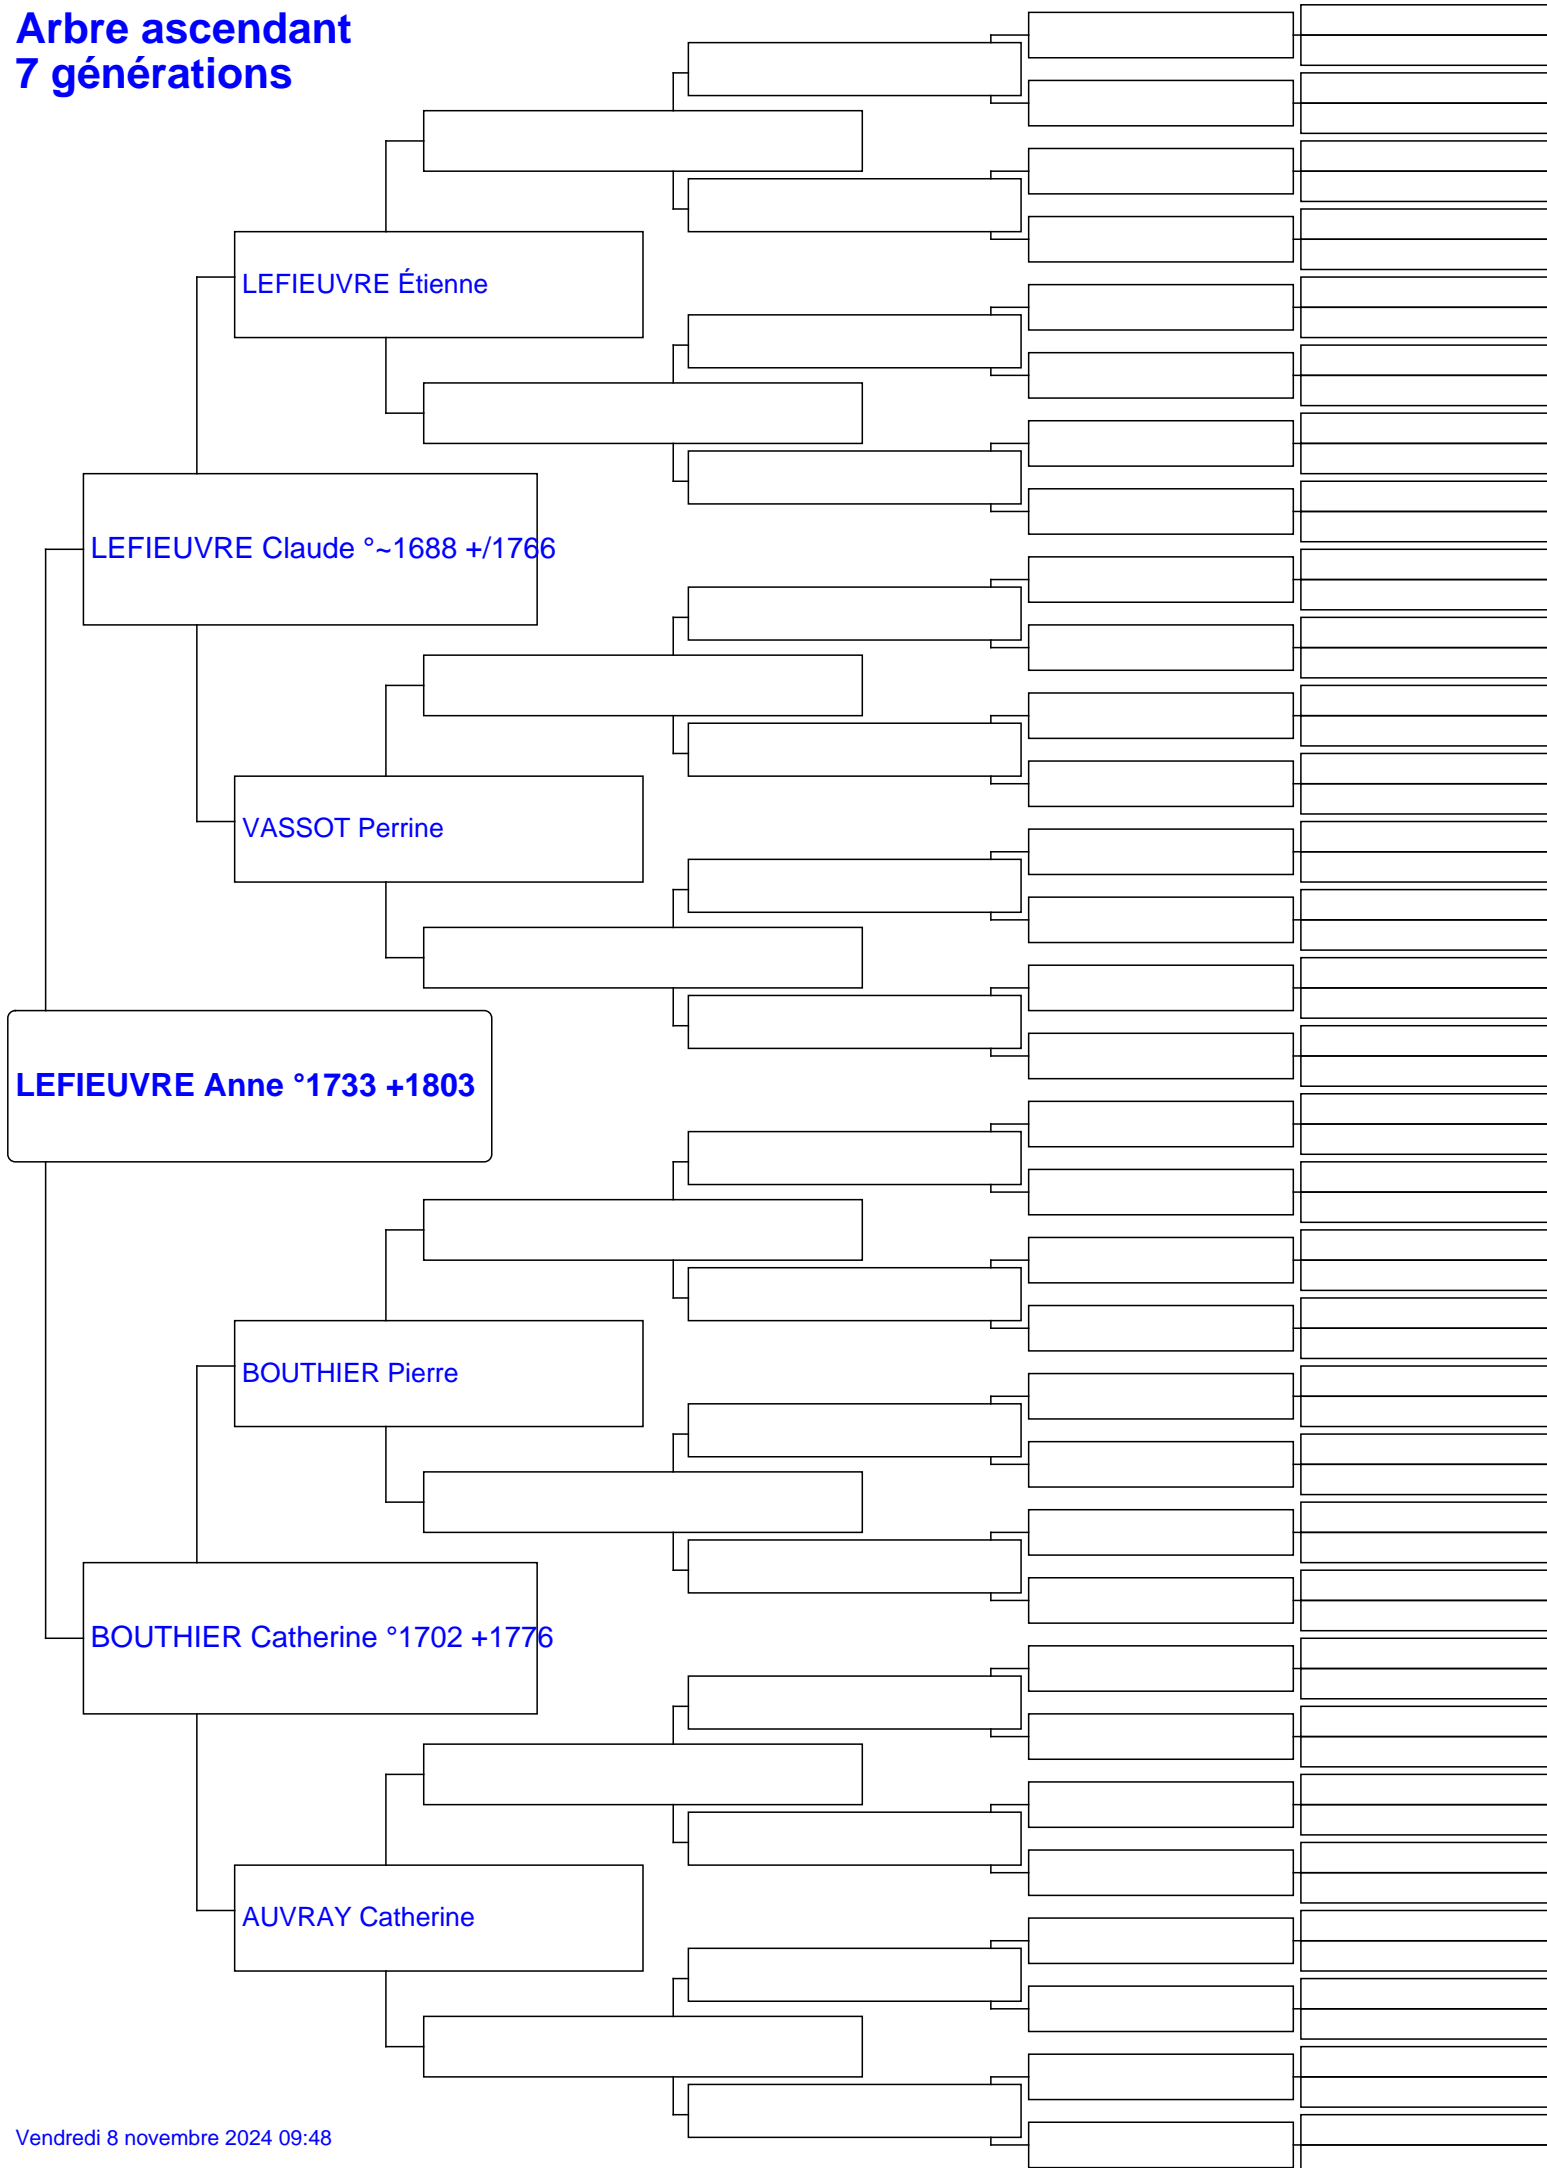 Arbre ascendant
7 générations
LEFIEUVRE Étienne
LEFIEUVRE Claude °~1688 +/1766
VASSOT Perrine
LEFIEUVRE Anne °1733 +1803
BOUTHIER Pierre
BOUTHIER Catherine °1702 +1776
AUVRAY Catherine
Vendredi 8 novembre 2024 09:48